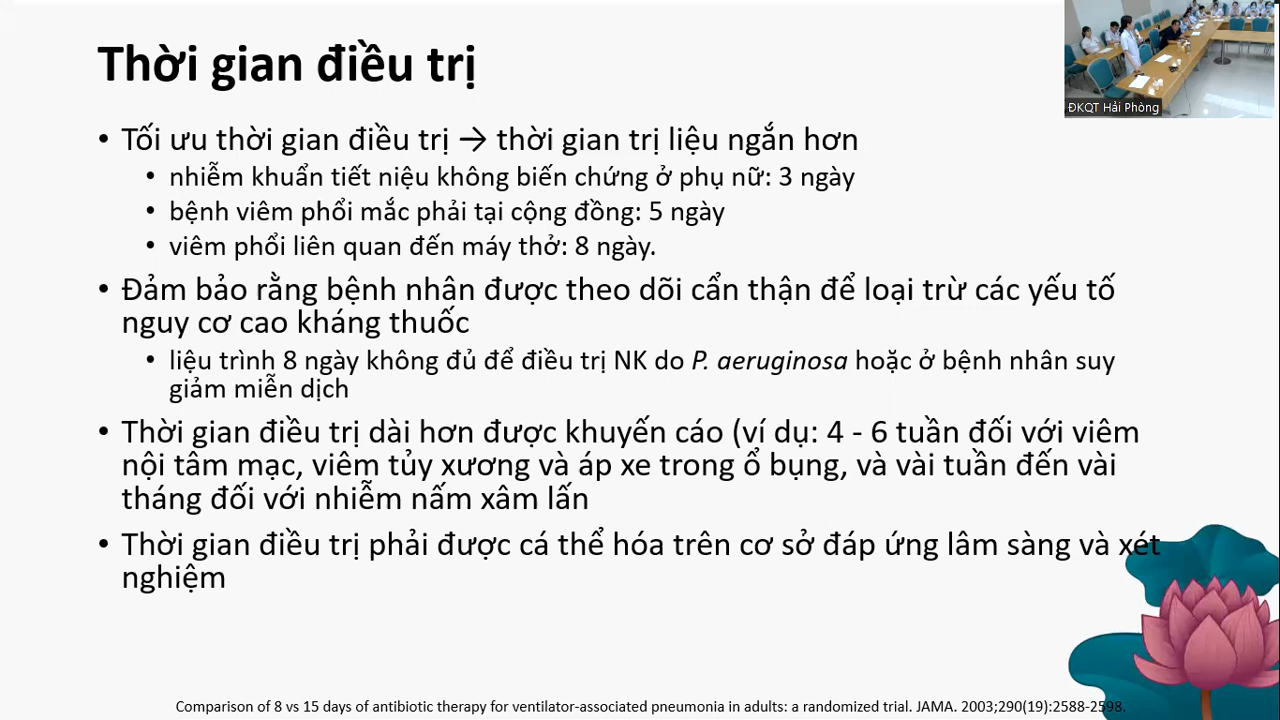 Thời gian điều trị
ĐKQT Hải Phòng
• Tối ưu thời gian điều trị → thời gian trị liệu ngắn hơn
• nhiễm khuẩn tiết niệu không biến chứng ở phụ nữ: 3 ngày
• bệnh viêm phổi mắc phải tại cộng đồng: 5 ngày
• viêm phổi liên quan đến máy thở: 8 ngày.
• Đảm bảo rằng bệnh nhân được theo dõi cẩn thận để loại trừ các yếu tố
nguy cơ cao kháng thuốc
• liệu trình 8 ngày không đủ để điều trị NK do P. aeruginosa hoặc ở bệnh nhân suy
giảm miễn dịch
• Thời gian điều trị dài hơn được khuyến cáo (ví dụ: 4 - 6 tuần đối với viêm
nội tâm mạc, viêm tủy xương và áp xe trong ổ bụng, và vài tuần đến vài
tháng đối với nhiễm nấm xâm lấn
• Thời gian điều trị phải được cá thể hóa trên cơ sở đáp ứng lâm sàng và xét
nghiệm
Comparison of 8 vs 15 days of antibiotic therapy for ventilator-associated pneumonia in adults: a randomized trial. JAMA. 2003;290(19):2588-2598.